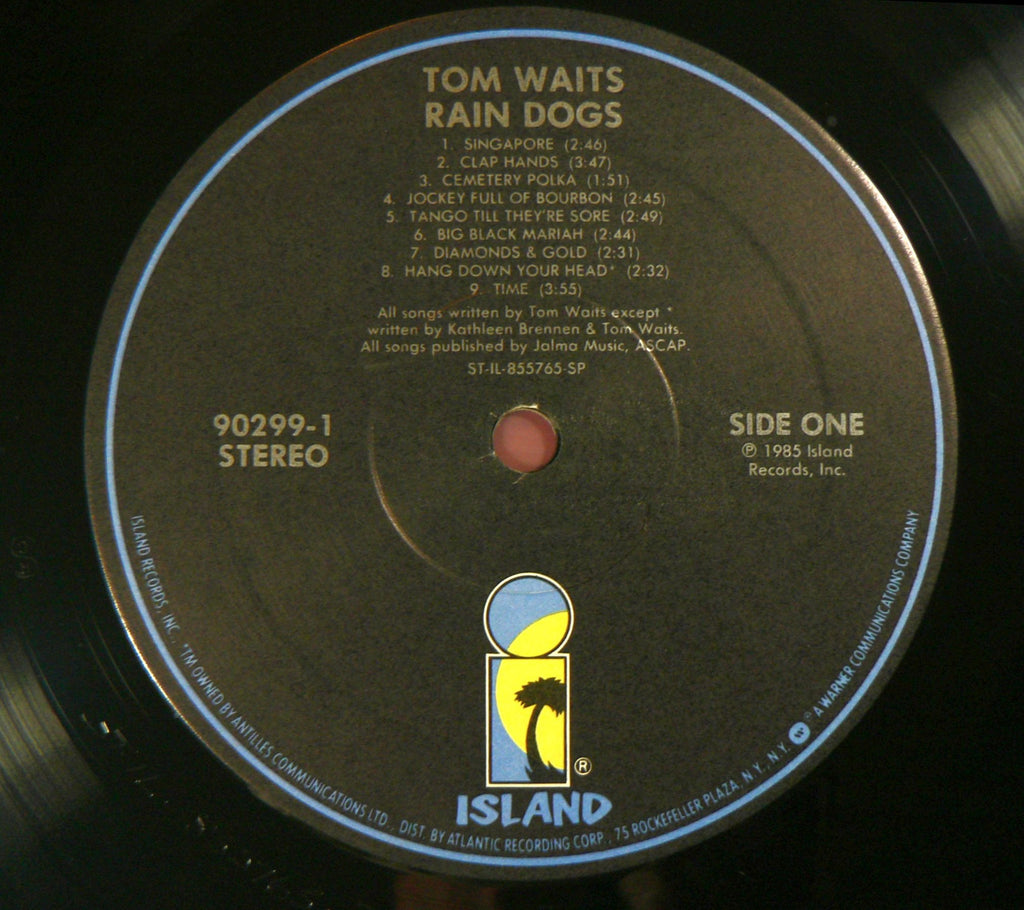 TOM WAITS
RAIN DOGS
1. SINGAPORE (2:46)
2. CLAP HANDS (3:47)
3. CEMETERY POLKA (1:51)
4. JOCKEY FULL OF BOURBON (2:45)
5. TANGO TILL THEY'RE SORE (2:49)
6. BIG BLACK MARIAH (2:44)
7. DIAMONDS & GOLD (2:31)
8. HANG DOWN YOUR HEAD* (2:32)
9. TIME (3:55)
All songs written by Tom Waits except *
written by Kathleen Brennen & Tom Waits.
All songs published by Jalma Music, ASCAP.
ST-IL-855765-SP
90299-1
STEREO
SIDE ONE
℗ 1985 Island
Records, Inc.
®
ISLAND
ISLAND RECORDS, INC. *TM OWNED BY ANTILLES COMMUNICATIONS LTD., DIST. BY ATLANTIC RECORDING CORP., 75 ROCKEFELLER PLAZA, N.Y., N.Y. W ® A WARNER COMMUNICATIONS COMPANY